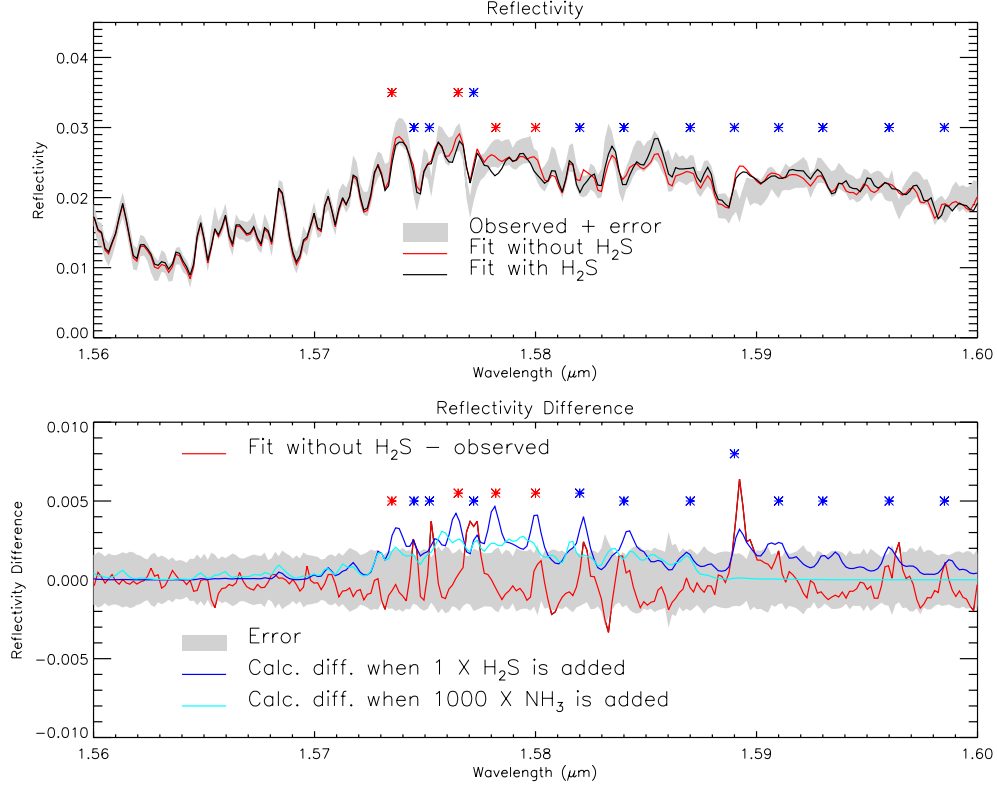 Reflectivity
0.04
0.03
0.02
0.01
0.00
Reflectivity
Observed + error
Fit without H₂S
Fit with H₂S
1.56 1.57 1.58 1.59 1.60
Wavelength (μm)
Reflectivity Difference
0.010
0.005
0.000
−0.005
−0.010
Reflectivity Difference
Fit without H₂S − observed
Error
Calc. diff. when 1 X H₂S is added
Calc. diff. when 1000 X NH₃ is added
1.56 1.57 1.58 1.59 1.60
Wavelength (μm)